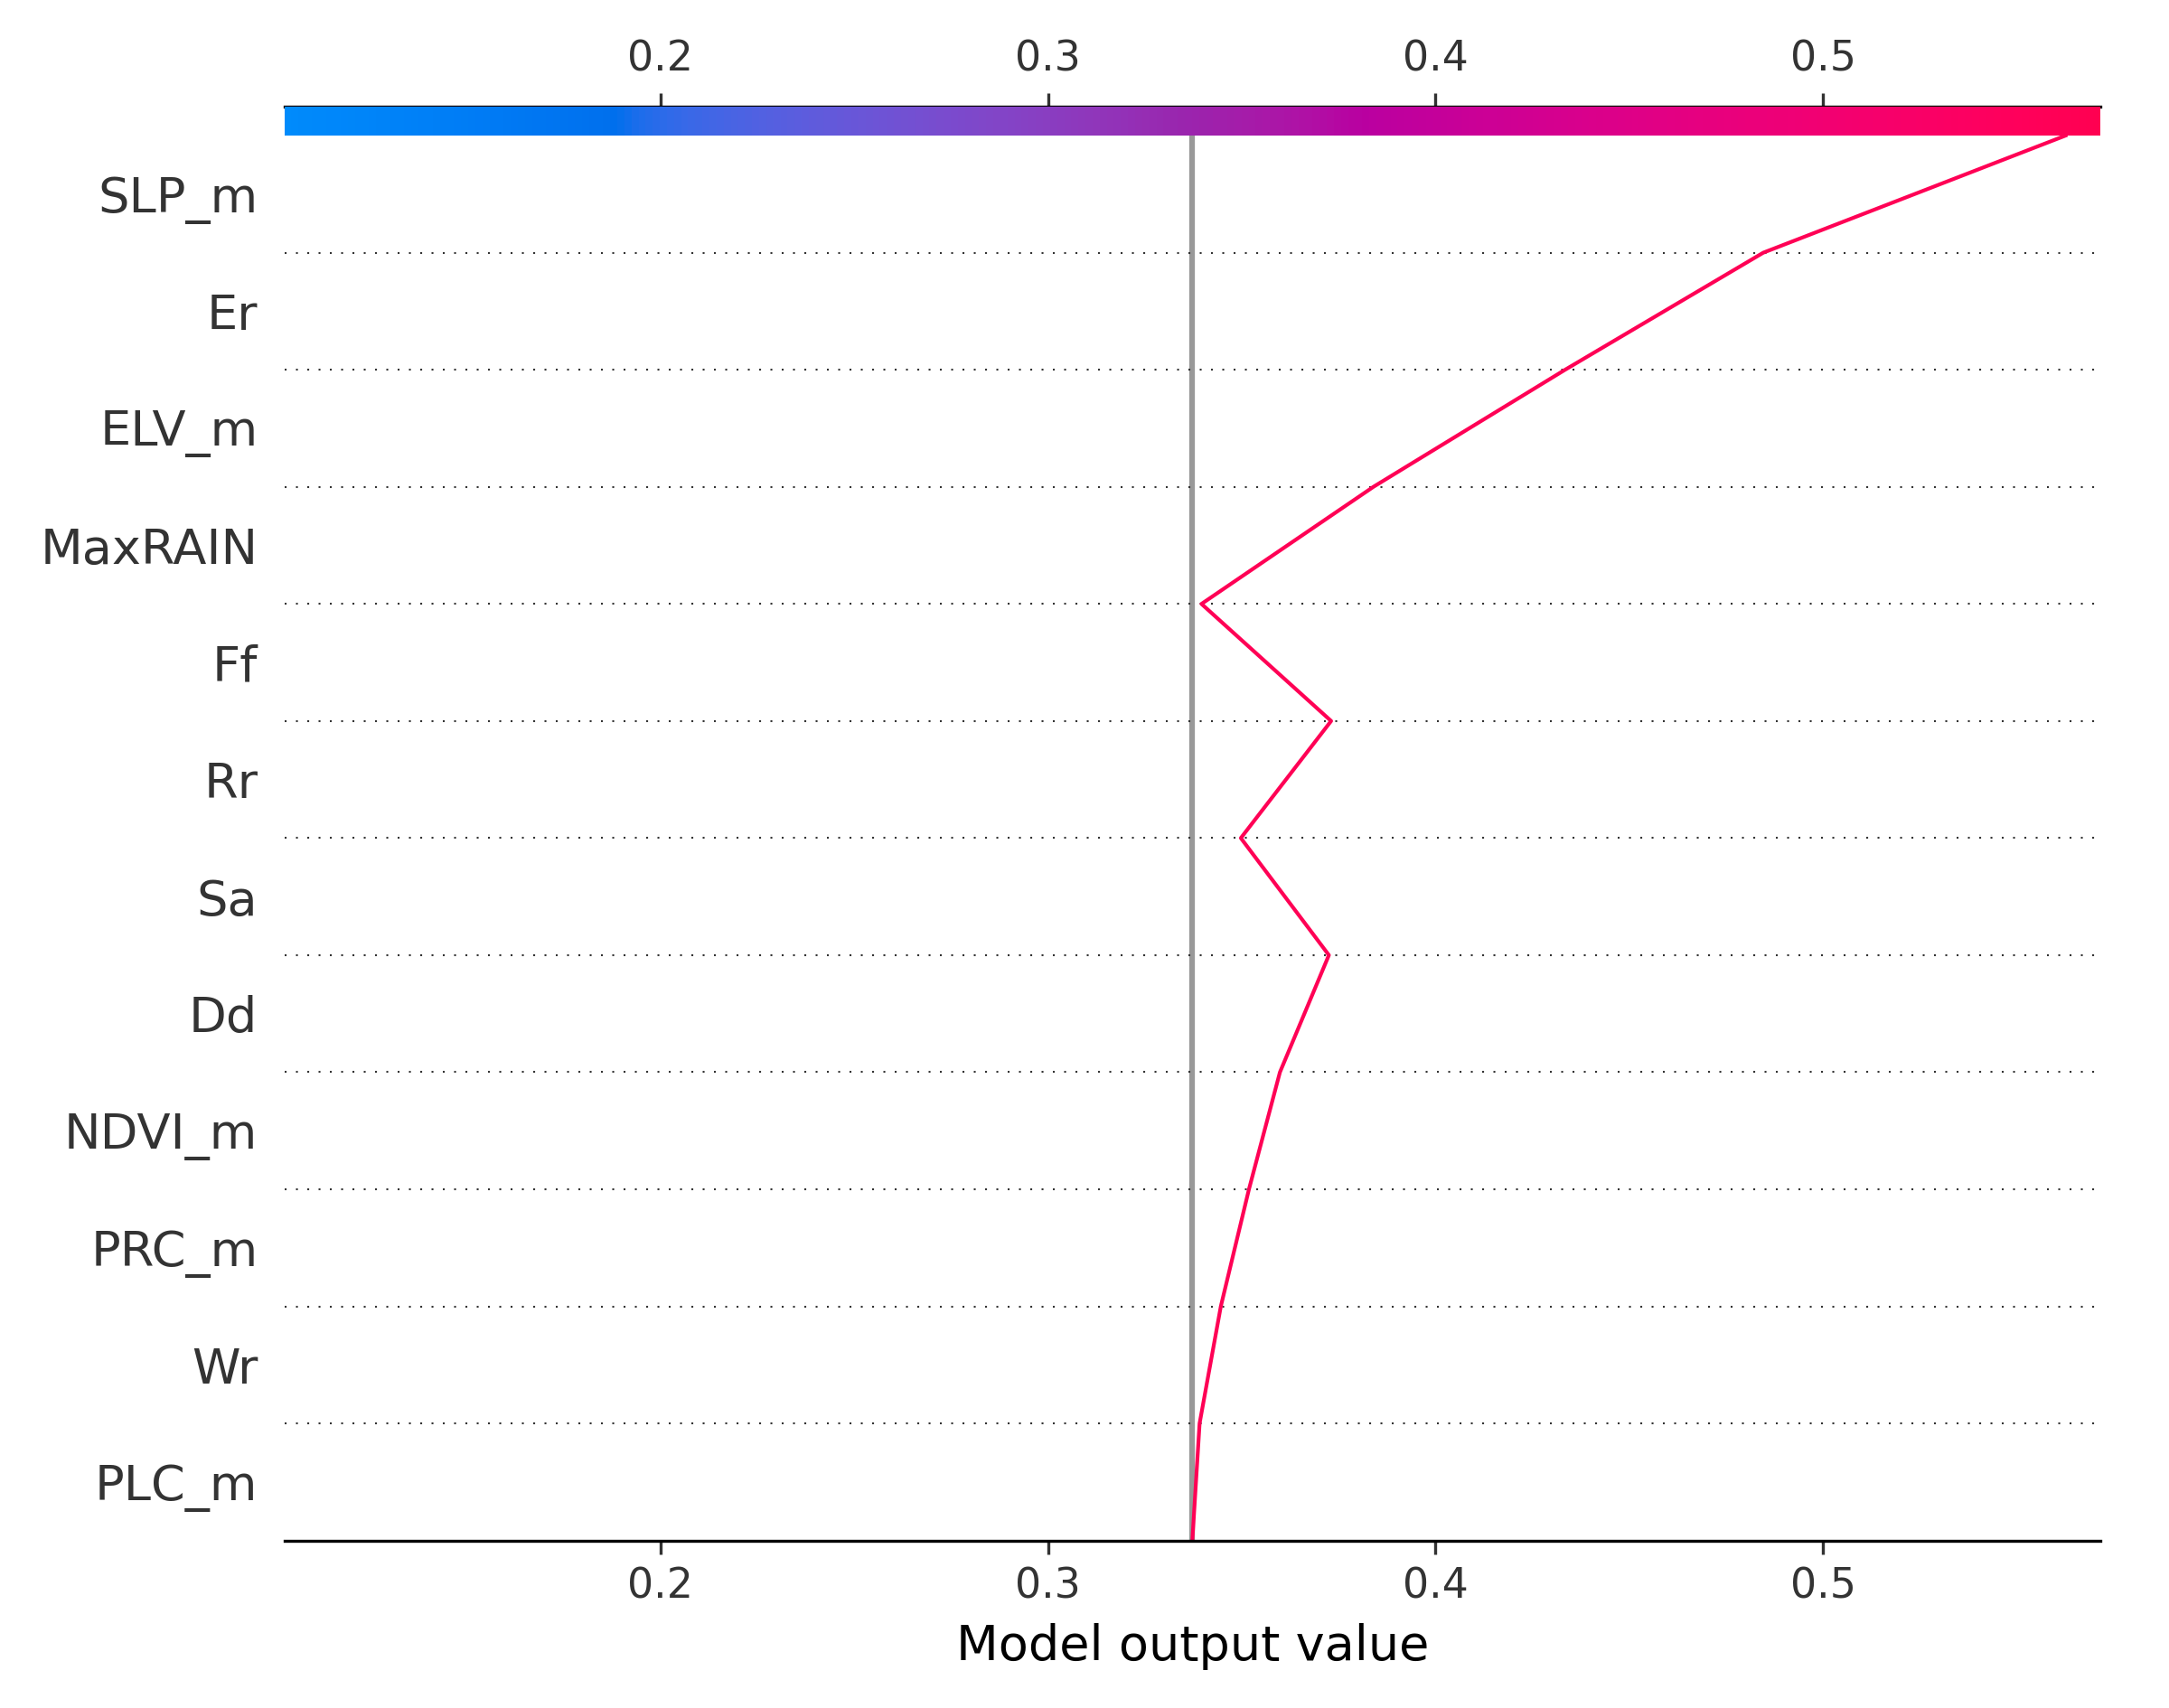 0.2 0.3 0.4 0.5
SLP_m
Er
ELV_m
MaxRAIN
Ff
Rr
Sa
Dd
NDVI_m
PRC_m
Wr
PLC_m
0.2 0.3 0.4 0.5
Model output value